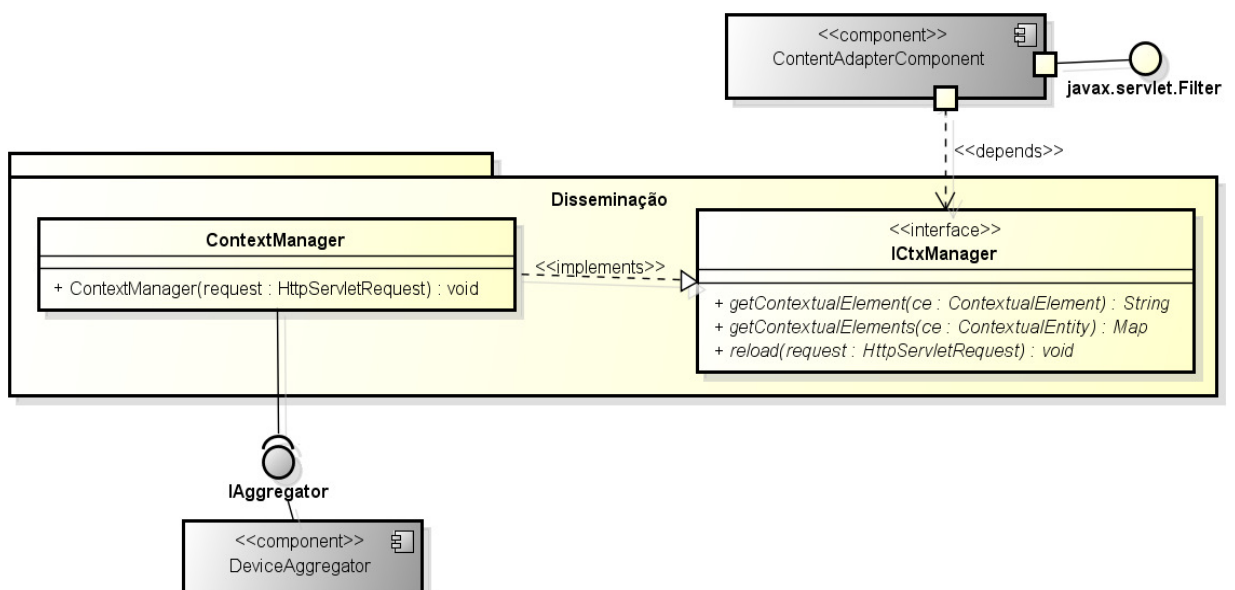 <<component>>
ContentAdapterComponent
javax.servlet.Filter
<<depends>>
Disseminação
ContextManager
+ ContextManager(request : HttpServletRequest) : void
<<implements>>
<<interface>>
ICtxManager
+ getContextualElement(ce : ContextualElement) : String
+ getContextualElements(ce : ContextualEntity) : Map
+ reload(request : HttpServletRequest) : void
IAggregator
<<component>>
DeviceAggregator